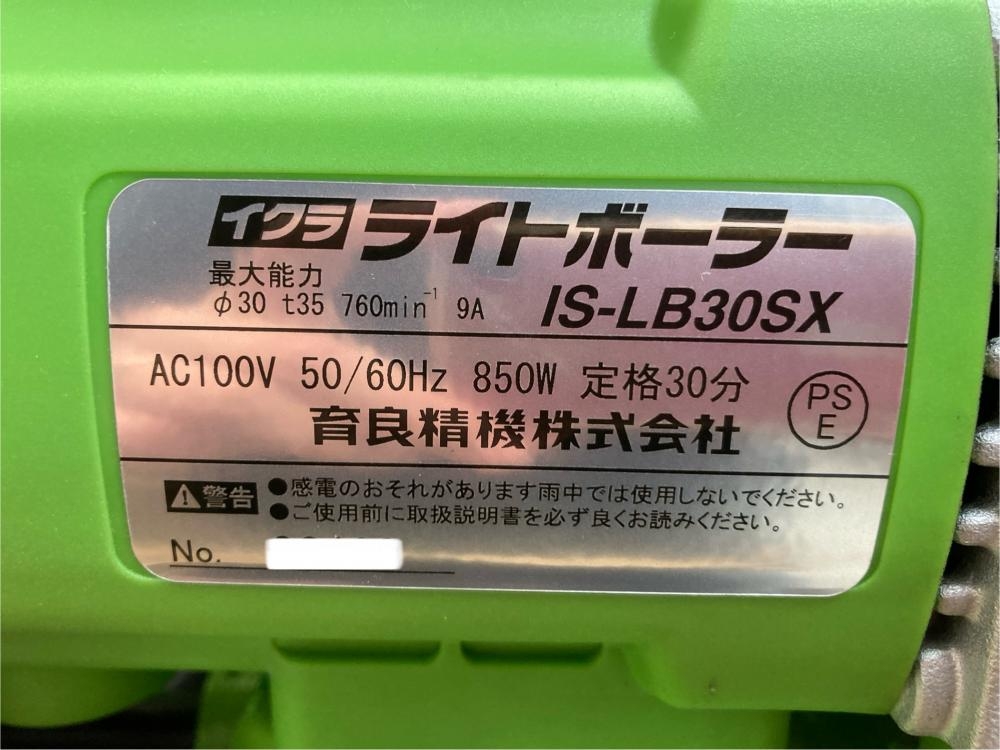 イクラ ライトボーラー
最大能力
φ30 t35 760min⁻¹ 9A IS-LB30SX
AC100V 50/60Hz 850W 定格30分
PS
E
育良精機株式会社
警告 ●感電のおそれがあります雨中では使用しないでください。
●ご使用前に取扱説明書を必ず良くお読みください。
No.